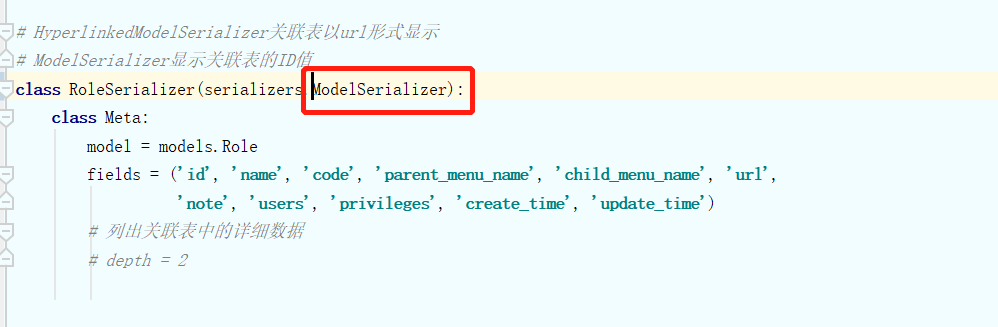 # HyperlinkedModelSerializer关联表以url形式显示
# ModelSerializer显示关联表的ID值
class RoleSerializer(serializers.ModelSerializer):
class Meta:
model = models.Role
fields = ('id', 'name', 'code', 'parent_menu_name', 'child_menu_name', 'url',
'note', 'users', 'privileges', 'create_time', 'update_time')
# 列出关联表中的详细数据
# depth = 2